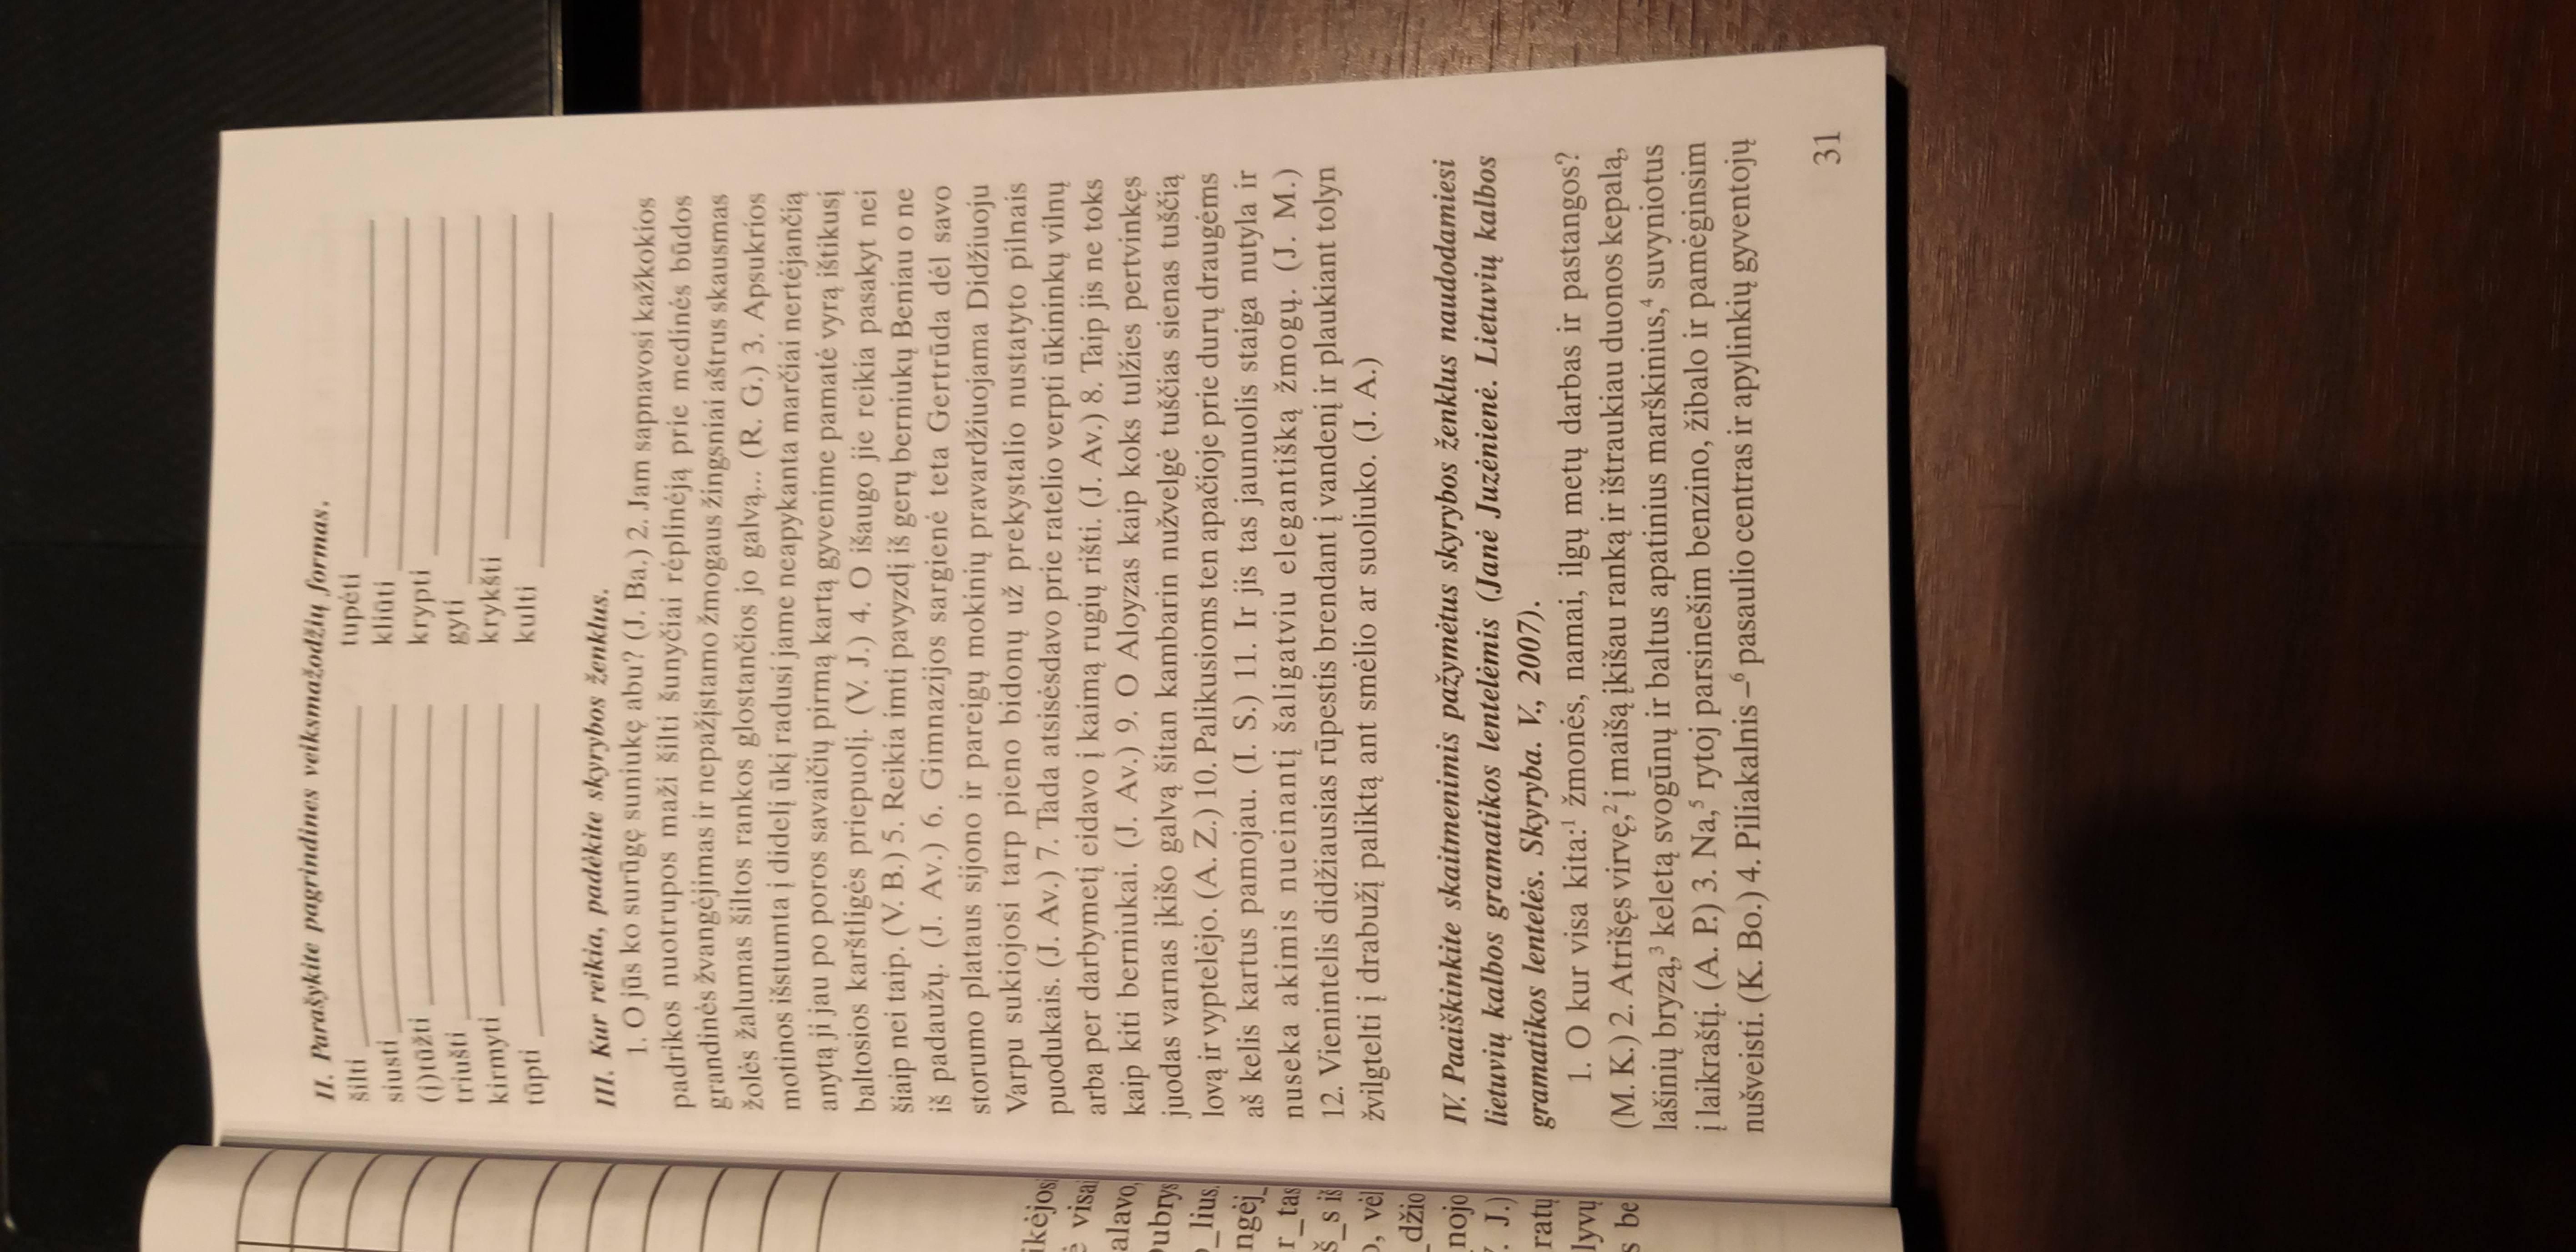 II. Parašykite pagrindines veiksmažodžių formas.
šilti ____________ tupėti ____________
siusti ____________ kliūti ____________
(į)tūžti ____________ krypti ____________
triušti ____________ gyti ____________
kirmyti ____________ krykšti ____________
tūpti ____________ kulti ____________
III. Kur reikia, padėkite skyrybos ženklus.
1. O jūs ko surūgę suniukę abu? (J. Ba.) 2. Jam sapnavosi kažkokios
padrikos nuotrupos maži šilti šunyčiai rėplinėją prie medinės būdos
grandinės žvangėjimas ir nepažįstamo žmogaus žingsniai aštrus skausmas
žolės žalumas šiltos rankos glostančios jo galvą... (R. G.) 3. Apsukrios
motinos išstumta į didelį ūkį radusi jame neapykanta marčiai nertėjančią
anytą ji jau po poros savaičių pirmą kartą gyvenime pamatė vyrą ištikusį
baltosios karštligės priepuolį. (V. J.) 4. O išaugo jie reikia pasakyt nei
šiaip nei taip. (V. B.) 5. Reikia imti pavyzdį iš gerų berniukų Beniau o ne
iš padaužų. (J. Av.) 6. Gimnazijos sargienė teta Gertrūda dėl savo
storumo plataus sijono ir pareigų mokinių pravardžiuojama Didžiuoju
Varpu sukiojosi tarp pieno bidonų už prekystalio nustatyto pilnais
puodukais. (J. Av.) 7. Tada atsisėsdavo prie ratelio verpti ūkininkų vilnų
arba per darbymetį eidavo į kaimą rugių rišti. (J. Av.) 8. Taip jis ne toks
kaip kiti berniukai. (J. Av.) 9. O Aloyzas kaip koks tulžies pertvinkęs
juodas varnas įkišo galvą šitan kambarin nužvelgė tuščias sienas tuščią
lovą ir vyptelėjo. (A. Z.) 10. Palikusioms ten apačioje prie durų draugėms
aš kelis kartus pamojau. (I. S.) 11. Ir jis tas jaunuolis staiga nutyla ir
nuseka akimis nueinantį šaligatviu elegantišką žmogų. (J. M.)
12. Vienintelis didžiausias rūpestis brendant į vandenį ir plaukiant tolyn
žvilgtelti į drabužį paliktą ant smėlio ar suoliuko. (J. A.)
IV. Paaiškinkite skaitmenimis pažymėtus skyrybos ženklus naudodamiesi
lietuvių kalbos gramatikos lentelėmis (Janė Juzėnienė. Lietuvių kalbos
gramatikos lentelės. Skyryba. V., 2007).
1. O kur visa kita:¹ žmonės, namai, ilgų metų darbas ir pastangos?
(M. K.) 2. Atrišęs virvę,² į maišą įkišau ranką ir ištraukiau duonos kepalą,
lašinių bryzą,³ keletą svogūnų ir baltus apatinius marškinius,⁴ suvyniotus
į laikraštį. (A. P.) 3. Na,⁵ rytoj parsinešim benzino, žibalo ir pamėginsim
nušveisti. (K. Bo.) 4. Piliakalnis –⁶ pasaulio centras ir apylinkių gyventojų
31